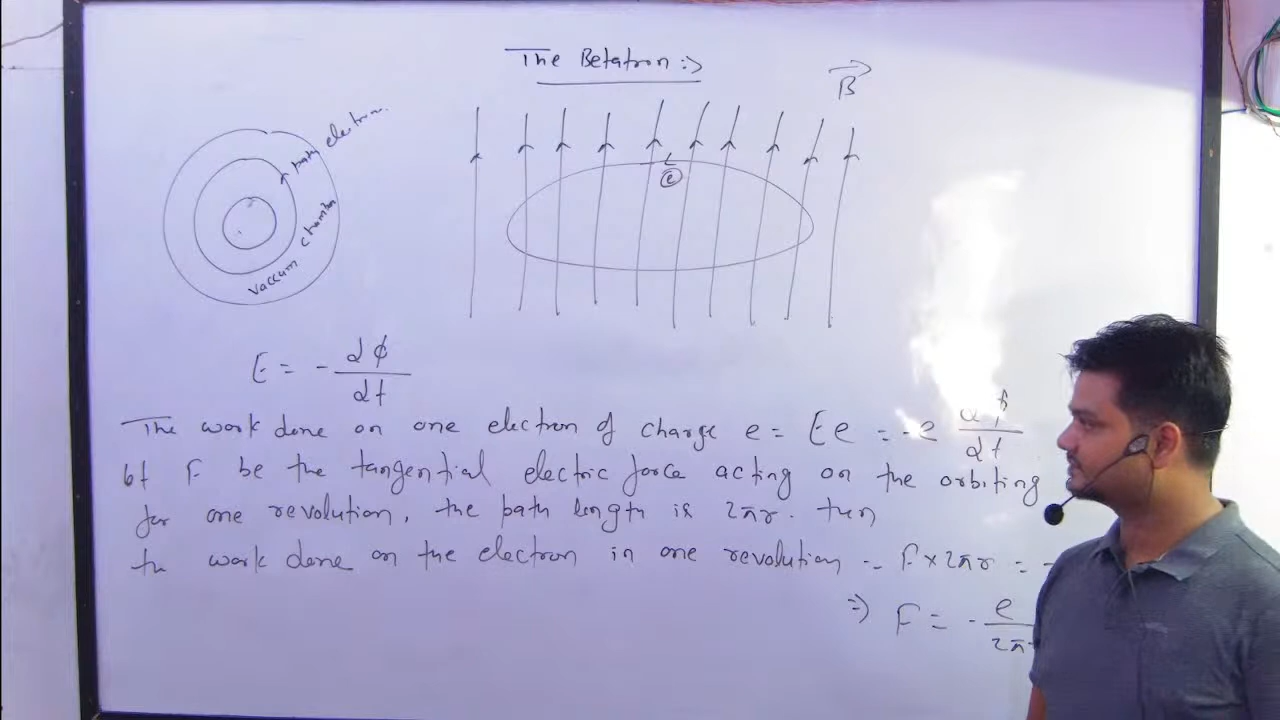 The Betatron :->
B
path electron
vaccum chamber
e
E = - dϕ/dt
The work done on one electron of charge e = Ee = -e dϕ/dt
let F be the tangential electric force acting on the orbiting
for one revolution, the path length is 2πr. then
the work done on the electron in one revolution = F × 2πr = -
=> F = - e/2π